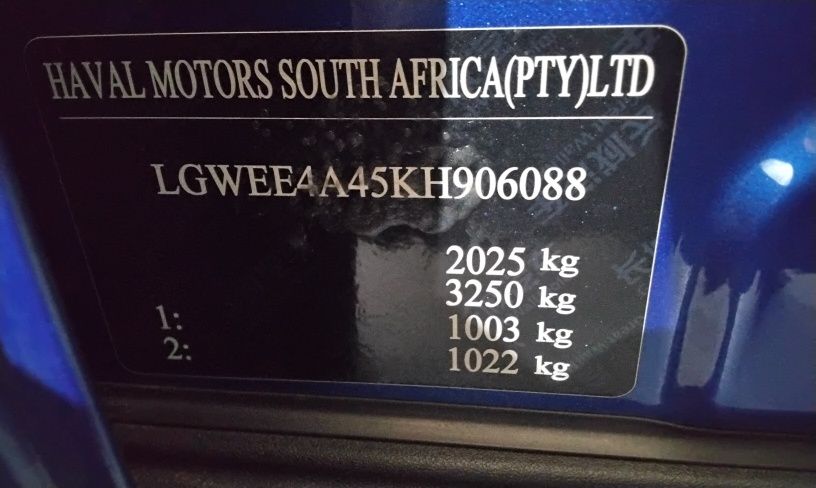 HAVAL MOTORS SOUTH AFRICA(PTY)LTD
LGWEE4A45KH906088
2025 kg
3250 kg
1: 1003 kg
2: 1022 kg